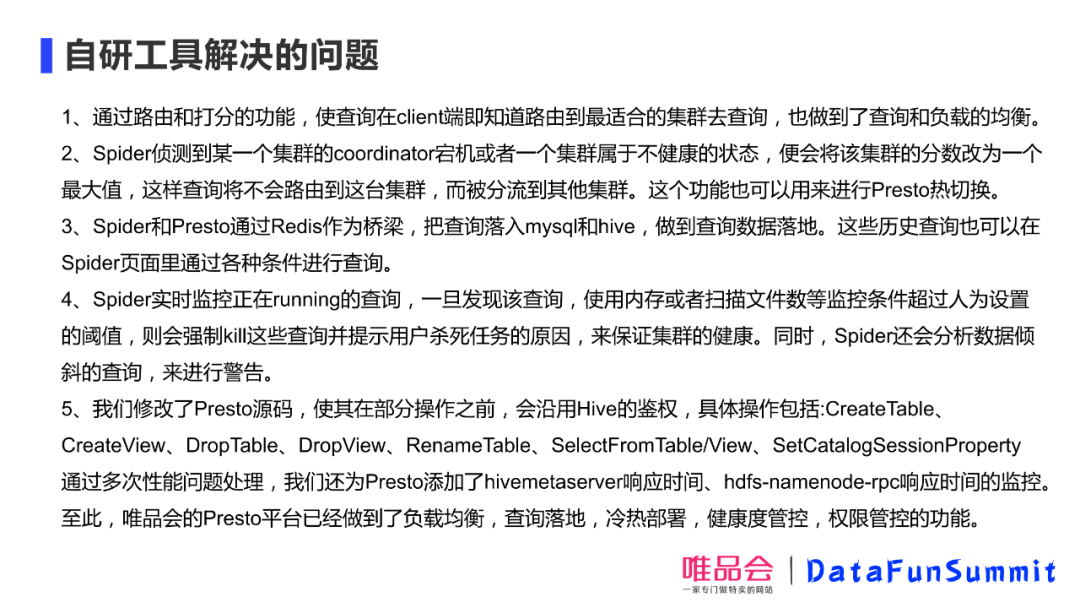 自研工具解决的问题
1、通过路由和打分的功能，使查询在client端即知道路由到最适合的集群去查询，也做到了查询和负载的均衡。
2、Spider侦测到某一个集群的coordinator宕机或者一个集群属于不健康的状态，便会将该集群的分数改为一个
最大值，这样查询将不会路由到这台集群，而被分流到其他集群。这个功能也可以用来进行Presto热切换。
3、Spider和Presto通过Redis作为桥梁，把查询落入mysql和hive，做到查询数据落地。这些历史查询也可以在
Spider页面里通过各种条件进行查询。
4、Spider实时监控正在running的查询，一旦发现该查询，使用内存或者扫描文件数等监控条件超过人为设置
的阈值，则会强制kill这些查询并提示用户杀死任务的原因，来保证集群的健康。同时，Spider还会分析数据倾
斜的查询，来进行警告。
5、我们修改了Presto源码，使其在部分操作之前，会沿用Hive的鉴权，具体操作包括:CreateTable、
CreateView、DropTable、DropView、RenameTable、SelectFromTable/View、SetCatalogSessionProperty
通过多次性能问题处理，我们还为Presto添加了hivemetaserver响应时间、hdfs-namenode-rpc响应时间的监控。
至此，唯品会的Presto平台已经做到了负载均衡，查询落地，冷热部署，健康度管控，权限管控的功能。
唯品会 | DataFunSummit
一家专门做特卖的网站